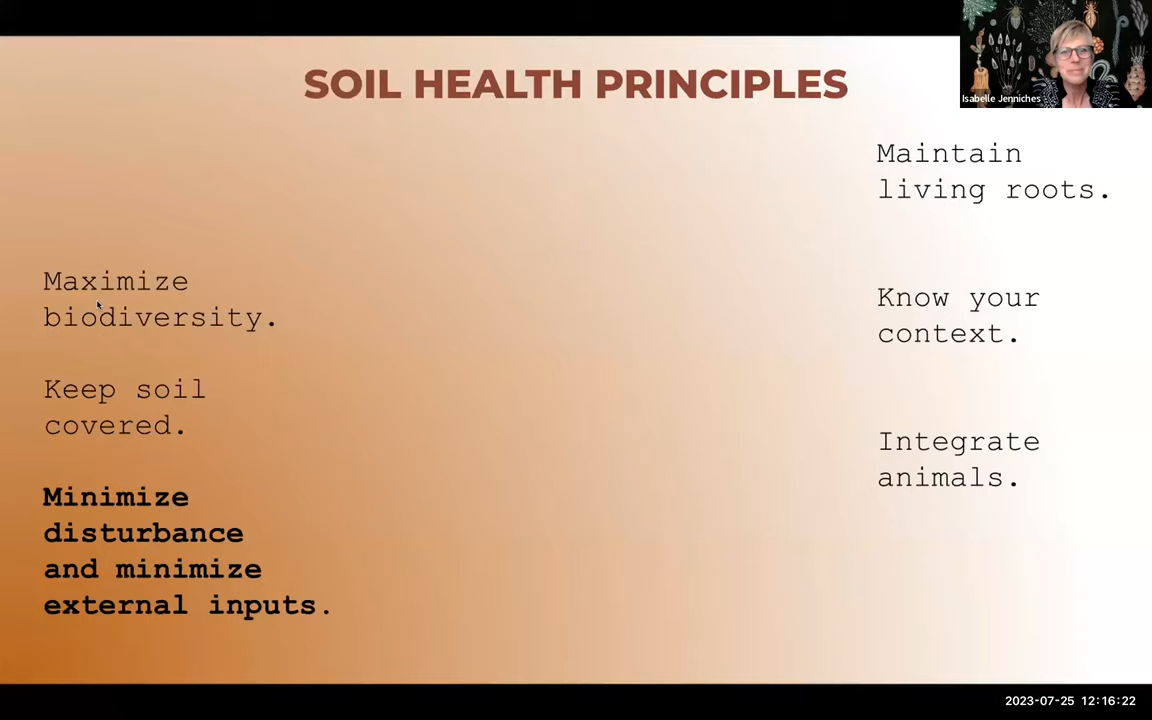 SOIL HEALTH PRINCIPLES
Isabelle Jenniches
Maximize
biodiversity.
Keep soil
covered.
Minimize
disturbance
and minimize
external inputs.
Maintain
living roots.
Know your
context.
Integrate
animals.
2023-07-25 12:16:22